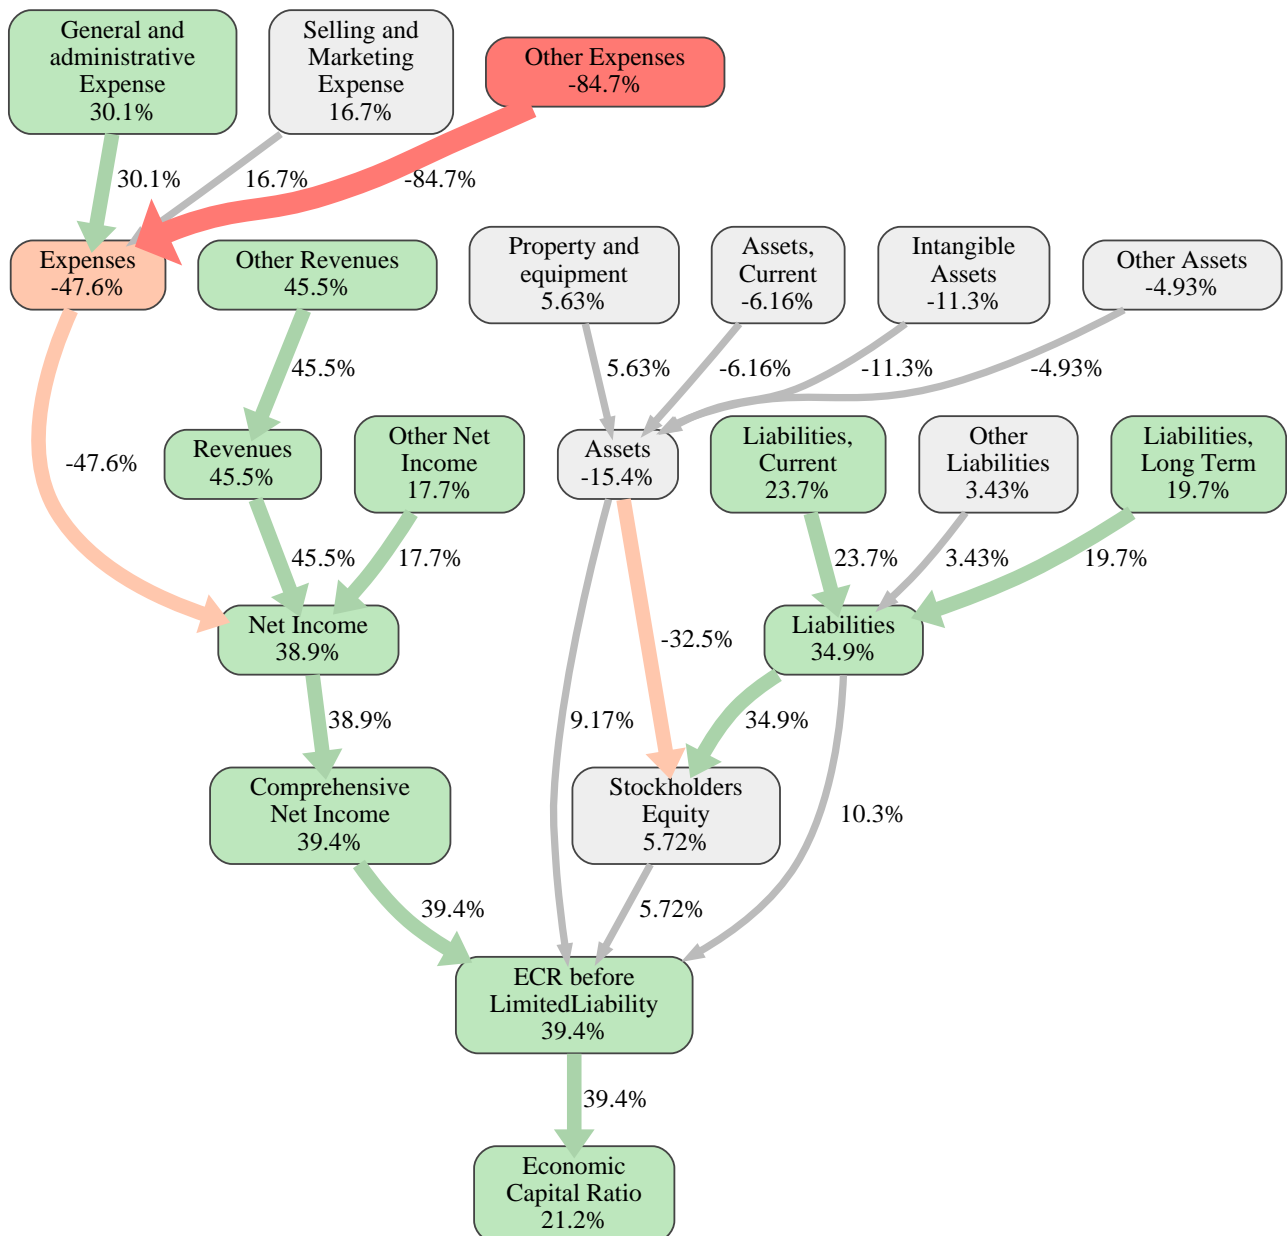 General and
administrative
Expense
30.1%
Selling and
Marketing
Expense
16.7%
Other Expenses
-84.7%
30.1%
16.7%
-84.7%
Expenses
-47.6%
Other Revenues
45.5%
Property and
equipment
5.63%
Assets,
Current
-6.16%
Intangible
Assets
-11.3%
Other Assets
-4.93%
45.5%
5.63%
-6.16%
-11.3%
-4.93%
-47.6%
Revenues
45.5%
Other Net
Income
17.7%
Assets
-15.4%
Liabilities,
Current
23.7%
Other
Liabilities
3.43%
Liabilities,
Long Term
19.7%
45.5%
17.7%
23.7%
3.43%
19.7%
Net Income
38.9%
-32.5%
Liabilities
34.9%
38.9%
9.17%
34.9%
Comprehensive
Net Income
39.4%
Stockholders
Equity
5.72%
10.3%
39.4%
5.72%
ECR before
LimitedLiability
39.4%
39.4%
Economic
Capital Ratio
21.2%